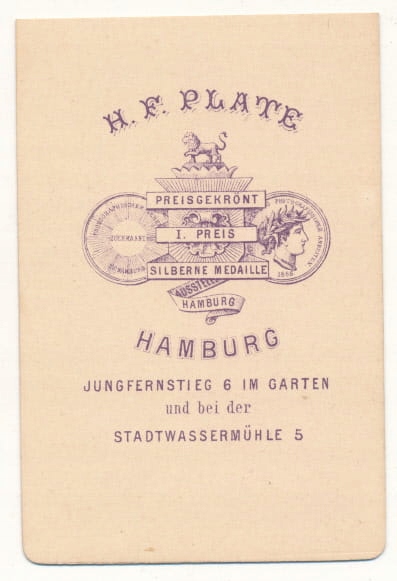 H. F. PLATE
PREISGEKRÖNT
I. PREIS
SILBERNE MEDAILLE
HAMBURG
1868
HAMBURG
JUNGFERNSTIEG 6 IM GARTEN
und bei der
STADTWASSERMÜHLE 5